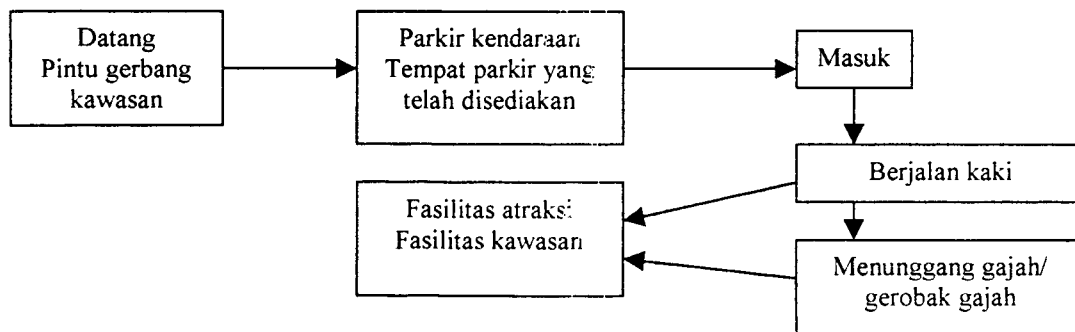 Datang
Pintu gerbang
kawasan
Parkir kendaraan
Tempat parkir yang
telah disediakan
Masuk
Berjalan kaki
Menunggang gajah/
gerobak gajah
Fasilitas atraksi
Fasilitas kawasan